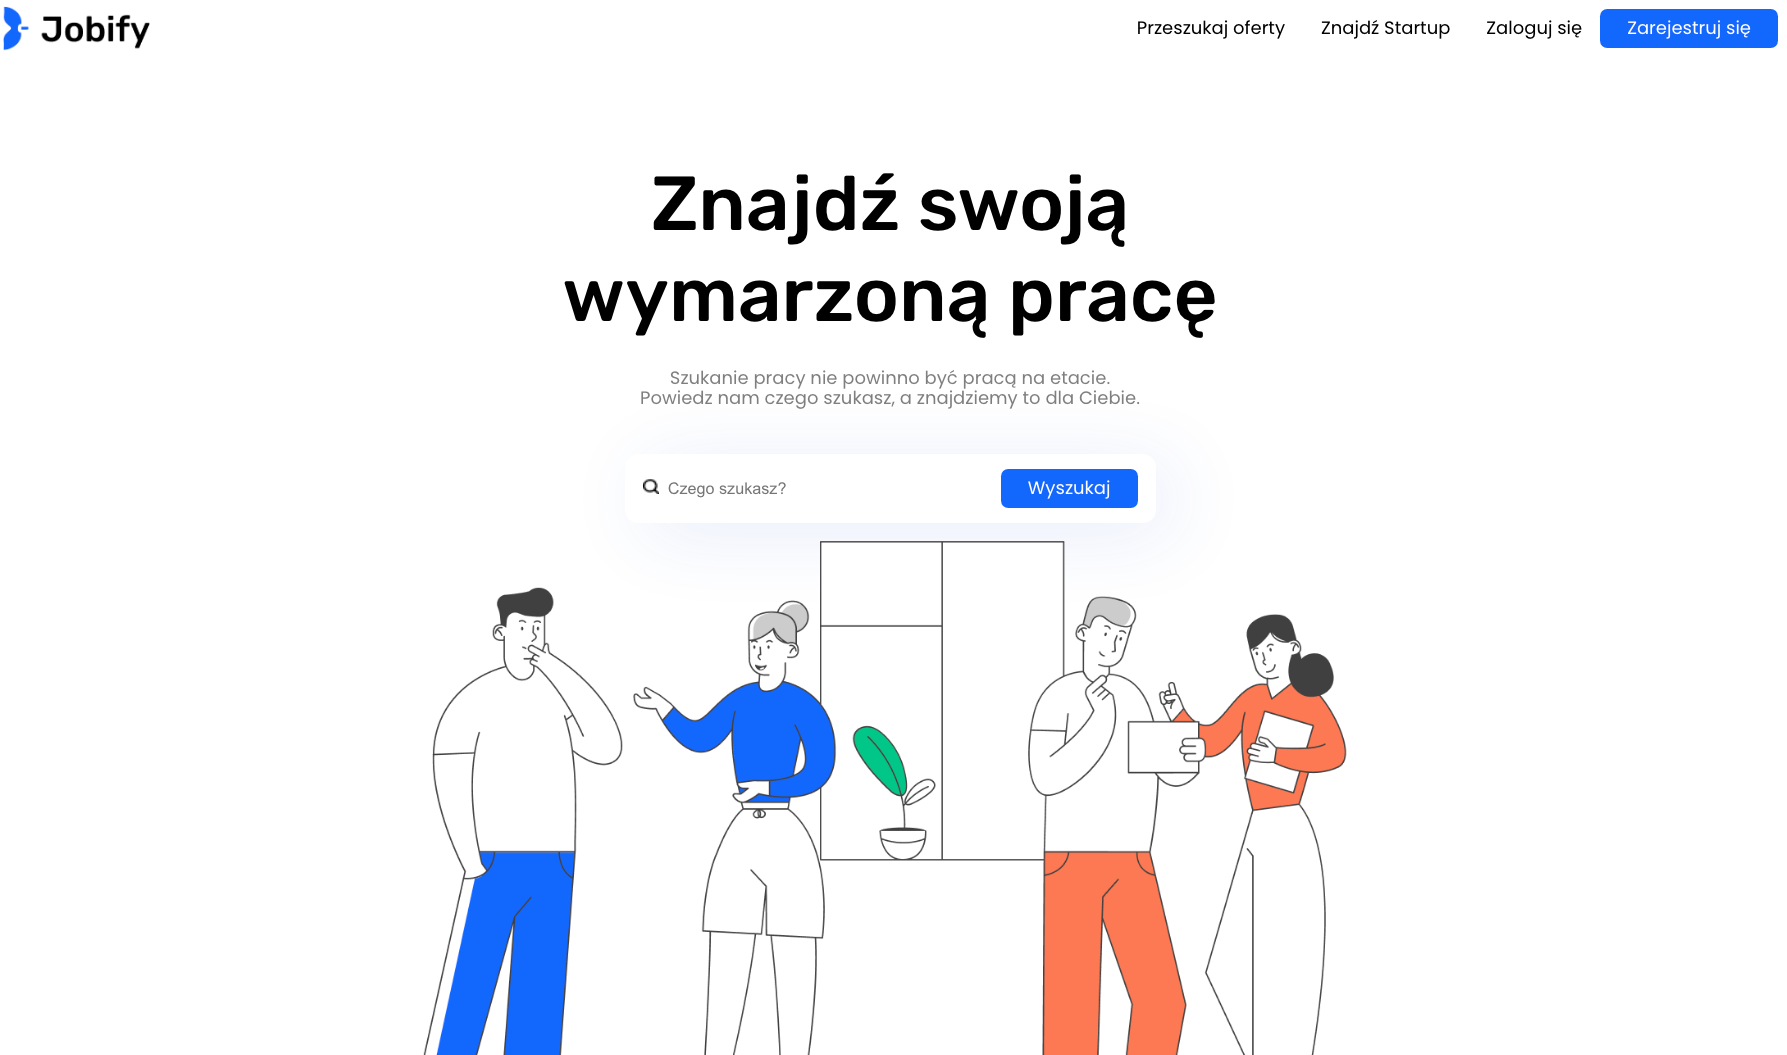 Jobify
Przeszukaj oferty
Znajdź Startup
Zaloguj się
Zarejestruj się
Znajdź swoją
wymarzoną pracę
Szukanie pracy nie powinno być pracą na etacie.
Powiedz nam czego szukasz, a znajdziemy to dla Ciebie.
Czego szukasz?
Wyszukaj